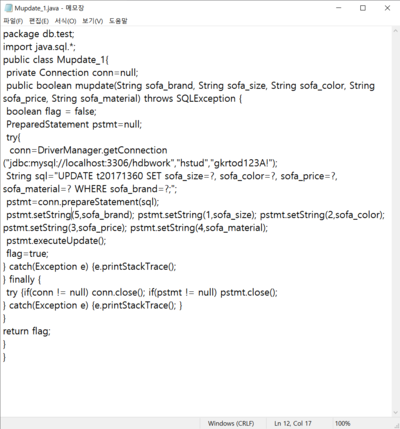 Mupdate_1.java - 메모장
파일(F) 편집(E) 서식(O) 보기(V) 도움말
package db.test;
import java.sql.*;
public class Mupdate_1{
private Connection conn=null;
public boolean mupdate(String sofa_brand, String sofa_size, String sofa_color, String
sofa_price, String sofa_material) throws SQLException {
boolean flag = false;
PreparedStatement pstmt=null;
try{
conn=DriverManager.getConnection
("jdbc:mysql://localhost:3306/hdbwork","hstud","gkrtod123A!");
String sql="UPDATE t20171360 SET sofa_size=?, sofa_color=?, sofa_price=?,
sofa_material=? WHERE sofa_brand=?;";
pstmt=conn.prepareStatement(sql);
pstmt.setString(5,sofa_brand); pstmt.setString(1,sofa_size); pstmt.setString(2,sofa_color);
pstmt.setString(3,sofa_price); pstmt.setString(4,sofa_material);
pstmt.executeUpdate();
flag=true;
} catch(Exception e) {e.printStackTrace();
} finally {
try {if(conn != null) conn.close(); if(pstmt != null) pstmt.close();
} catch(Exception e) {e.printStackTrace(); }
}
return flag;
}
}
Windows (CRLF) Ln 12, Col 17 100%